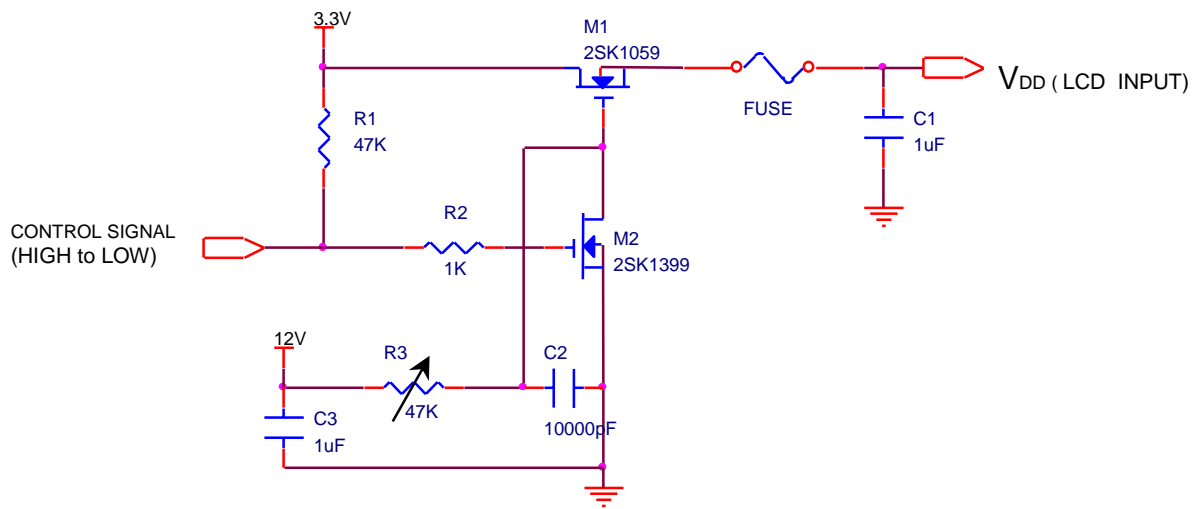 3.3V
M1
2SK1059
FUSE
VDD ( LCD INPUT)
R1
47K
C1
1uF
CONTROL SIGNAL
(HIGH to LOW)
R2
1K
M2
2SK1399
12V
R3
47K
C2
10000pF
C3
1uF